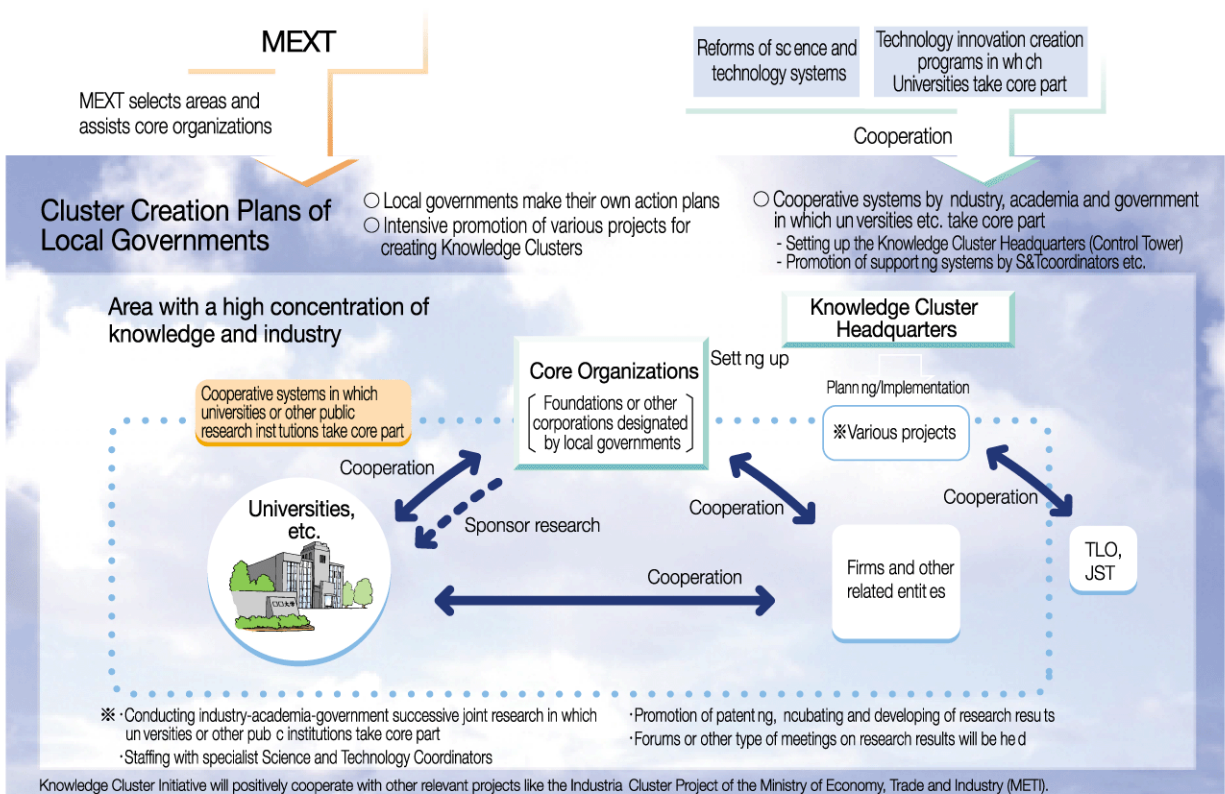 MEXT
MEXT selects areas and
assists core organizations
Reforms of sc ence and
technology systems
Technology innovation creation
programs in wh ch
Universities take core part
Cooperation
Cluster Creation Plans of
Local Governments
○ Local governments make their own action plans
○ Intensive promotion of various projects for
creating Knowledge Clusters
○ Cooperative systems by ndustry, academia and government
in which un versities etc. take core part
- Setting up the Knowledge Cluster Headquarters (Control Tower)
- Promotion of support ng systems by S&Tcoordinators etc.
Area with a high concentration of
knowledge and industry
Knowledge Cluster
Headquarters
Core Organizations
Foundations or other
corporations designated
by local governments
Sett ng up
Plann ng/Implementation
※Various projects
Cooperative systems in which
universities or other public
research inst tutions take core part
Cooperation
Sponsor research
Cooperation
Cooperation
Universities,
etc.
□□大学
Cooperation
Firms and other
related entit es
TLO,
JST
※ ·Conducting industry-academia-government successive joint research in which
un versities or other pub c institutions take core part
·Staffing with specialist Science and Technology Coordinators
·Promotion of patent ng, ncubating and developing of research resu ts
·Forums or other type of meetings on research results will be he d
Knowledge Cluster Initiative will positively cooperate with other relevant projects like the Industria Cluster Project of the Ministry of Economy, Trade and Industry (METI).